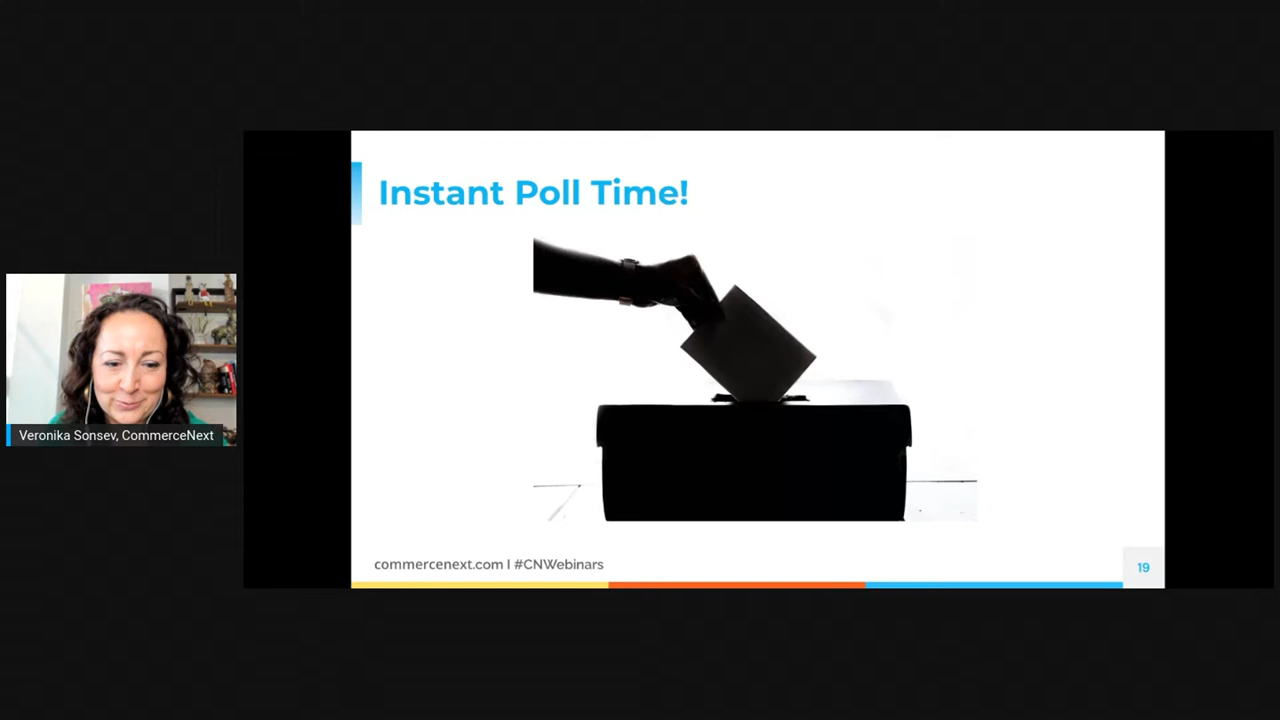 Instant Poll Time!
Veronika Sonsev, CommerceNext
commercenext.com I #CNWebinars
19